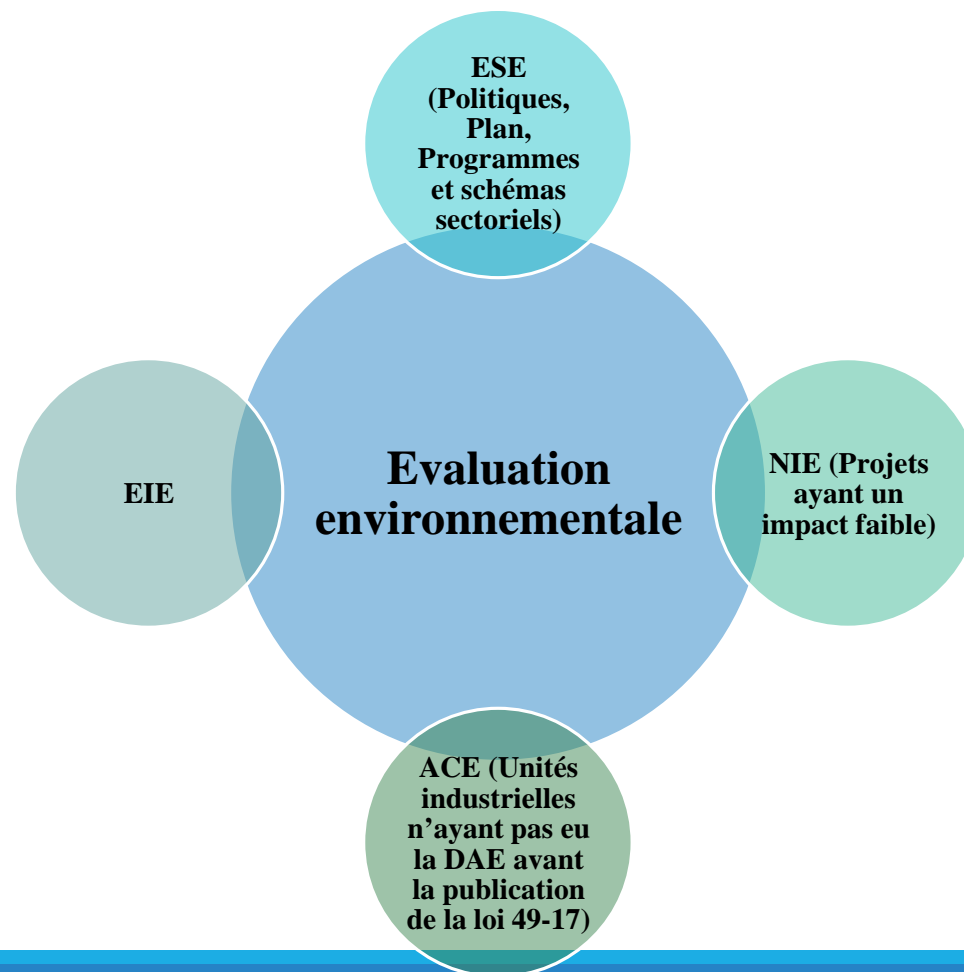 ESE
(Politiques,
Plan,
Programmes
et schémas
sectoriels)
EIE
Evaluation
environnementale
NIE (Projets
ayant un
impact faible)
ACE (Unités
industrielles
n’ayant pas eu
la DAE avant
la publication
de la loi 49-17)